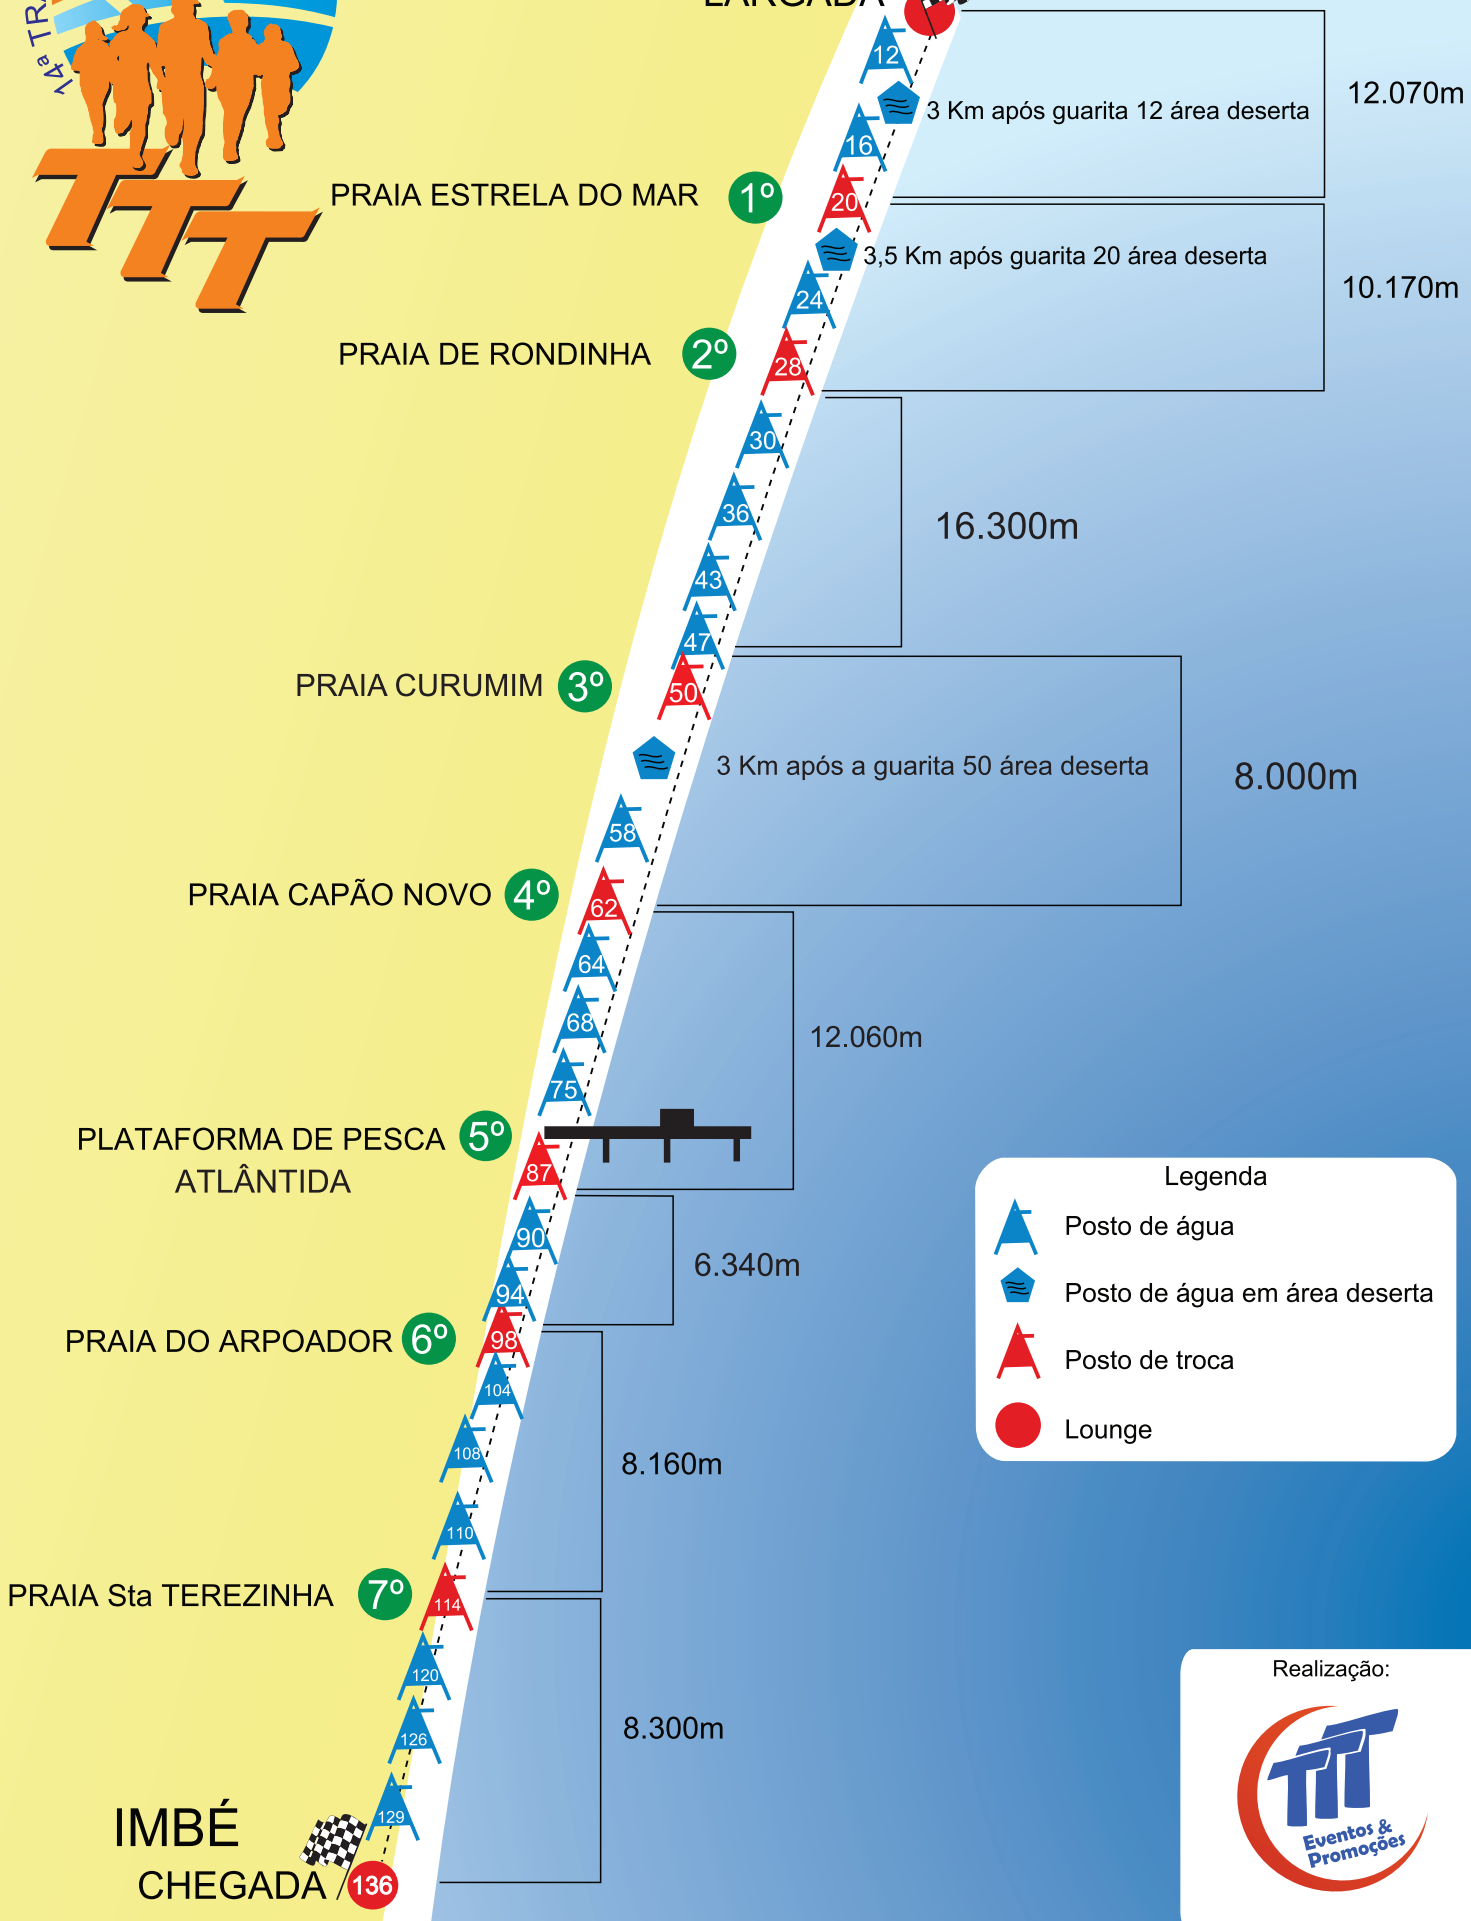 LARGADA
14ª TRA
12
12.070m
3 Km após guarita 12 área deserta
16
TTT
PRAIA ESTRELA DO MAR
1º
20
3,5 Km após guarita 20 área deserta
10.170m
24
PRAIA DE RONDINHA
2º
28
30
36
16.300m
43
47
PRAIA CURUMIM
3º
50
3 Km após a guarita 50 área deserta
8.000m
58
PRAIA CAPÃO NOVO
4º
62
64
68
12.060m
75
PLATAFORMA DE PESCA
ATLÂNTIDA
5º
87
90
6.340m
94
PRAIA DO ARPOADOR
6º
98
104
108
8.160m
110
PRAIA Sta TEREZINHA
7º
114
120
8.300m
126
129
IMBÉ
CHEGADA
136
Legenda
Posto de água
Posto de água em área deserta
Posto de troca
Lounge
Realização:
TTT
Eventos &
Promoções